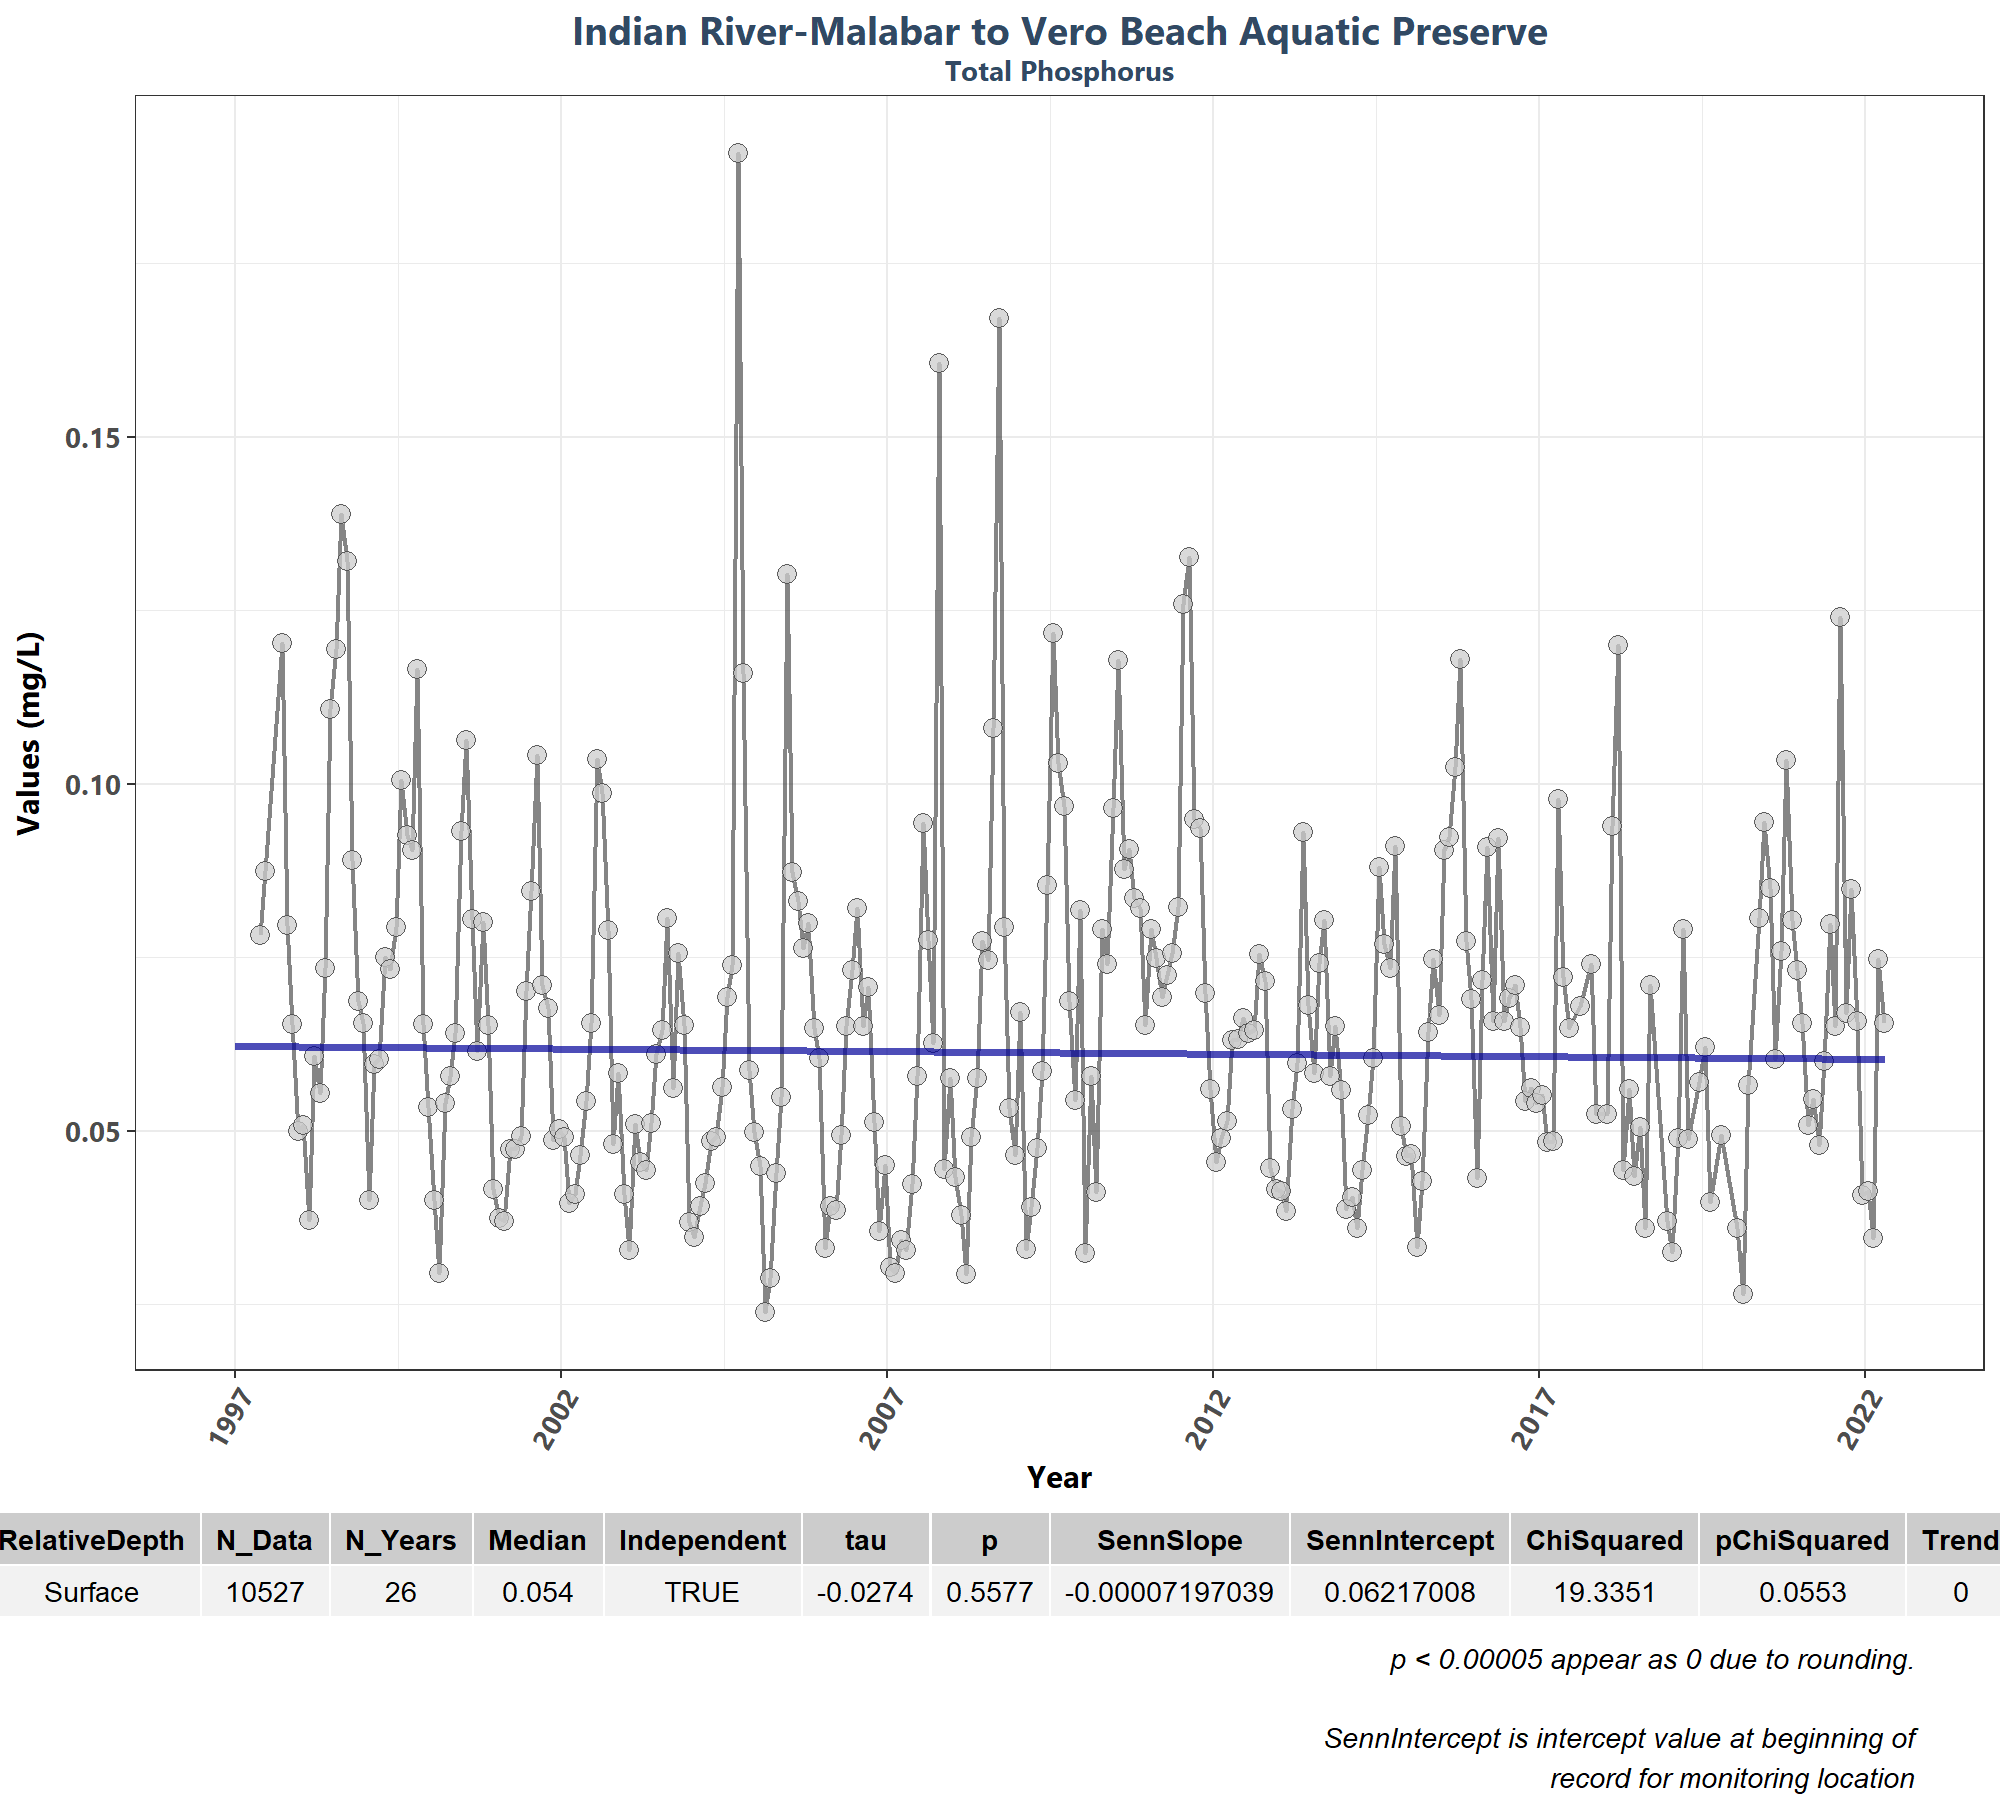 Indian River-Malabar to Vero Beach Aquatic Preserve
Total Phosphorus
Values (mg/L)
0.15
0.10
0.05
1997 2002 2007 2012 2017 2022
Year
RelativeDepth N_Data N_Years Median Independent tau p SennSlope SennIntercept ChiSquared pChiSquared Trend
Surface 10527 26 0.054 TRUE -0.0274 0.5577 -0.00007197039 0.06217008 19.3351 0.0553 0
p < 0.00005 appear as 0 due to rounding.
SennIntercept is intercept value at beginning of
record for monitoring location